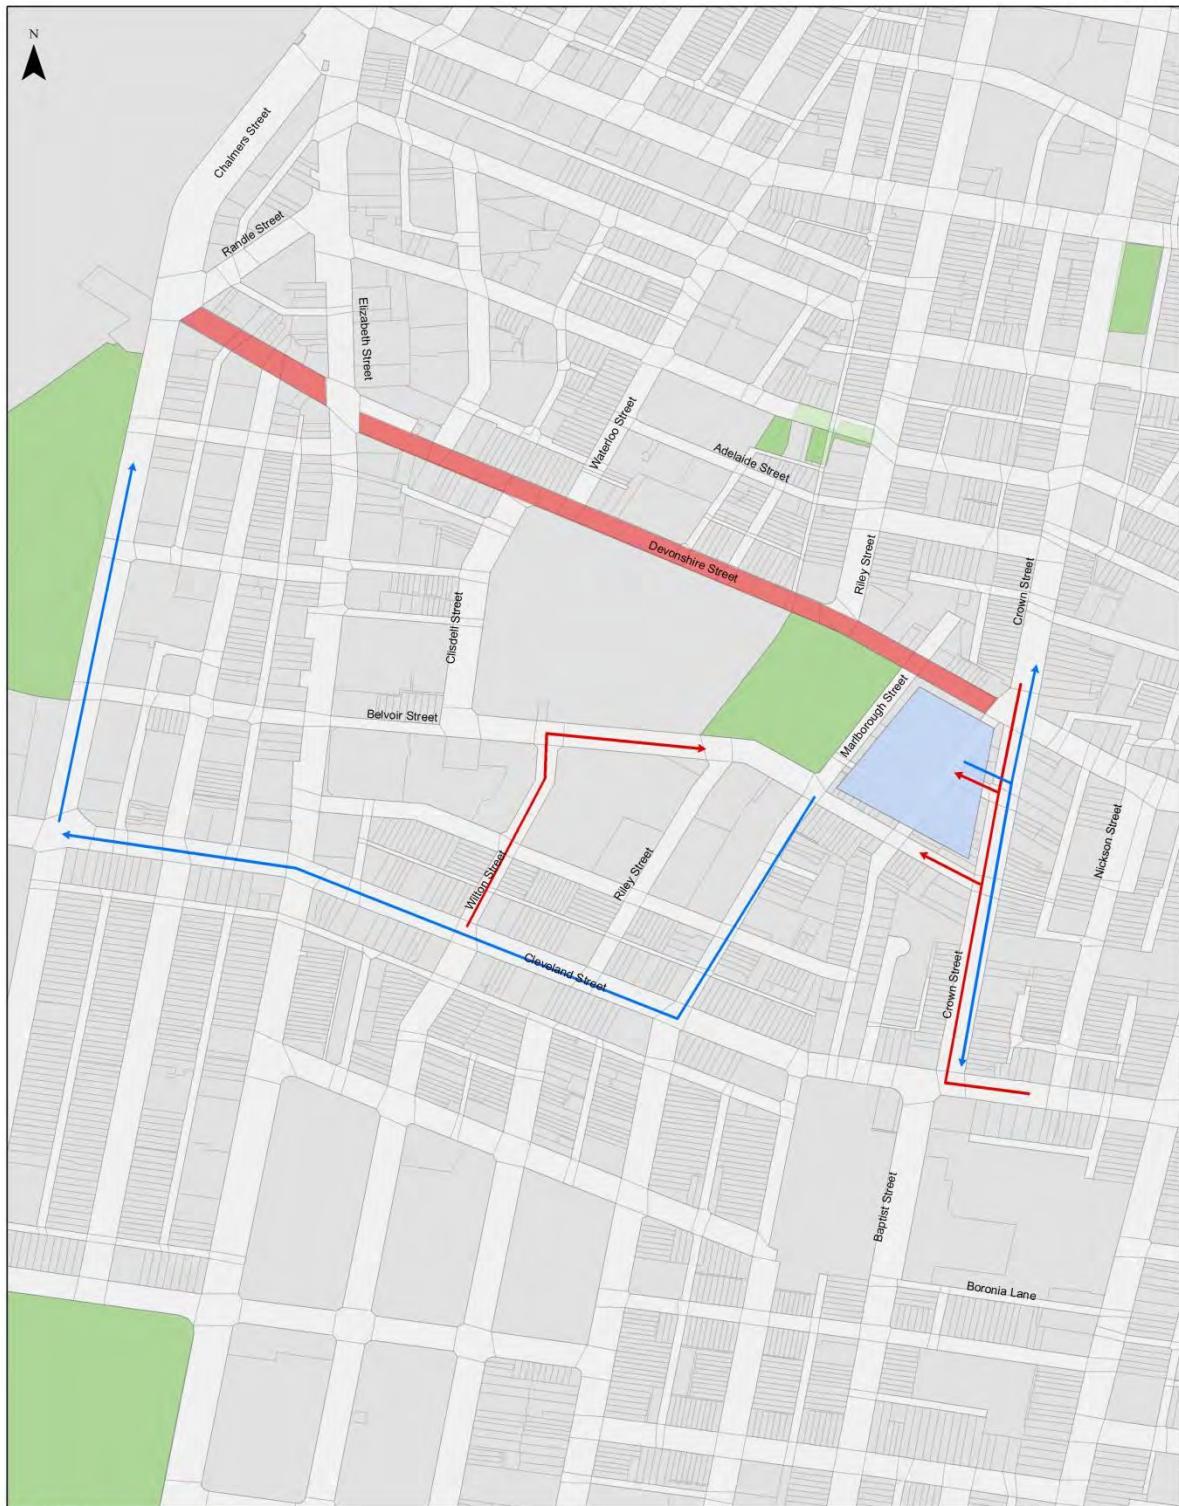 N
Chalmers Street
Randle Street
Elizabeth Street
Waterloo Street
Adelaide Street
Devonshire Street
Riley Street
Crown Street
Clisdell Street
Belvoir Street
Marlborough Street
Nickson Street
Wilton Street
Riley Street
Cleveland Street
Crown Street
Baptist Street
Boronia Lane